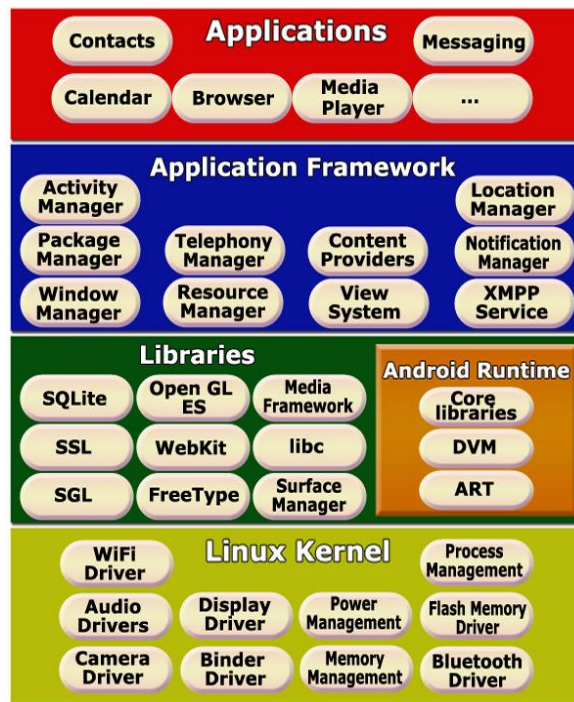 Applications
Contacts
Messaging
Calendar
Browser
Media
Player
...
Application Framework
Activity
Manager
Location
Manager
Package
Manager
Telephony
Manager
Content
Providers
Notification
Manager
Window
Manager
Resource
Manager
View
System
XMPP
Service
Libraries
SQLite
Open GL
ES
Media
Framework
SSL
WebKit
libc
SGL
FreeType
Surface
Manager
Android Runtime
Core
libraries
DVM
ART
Linux Kernel
WiFi
Driver
Process
Management
Audio
Drivers
Display
Driver
Power
Management
Flash Memory
Driver
Camera
Driver
Binder
Driver
Memory
Management
Bluetooth
Driver